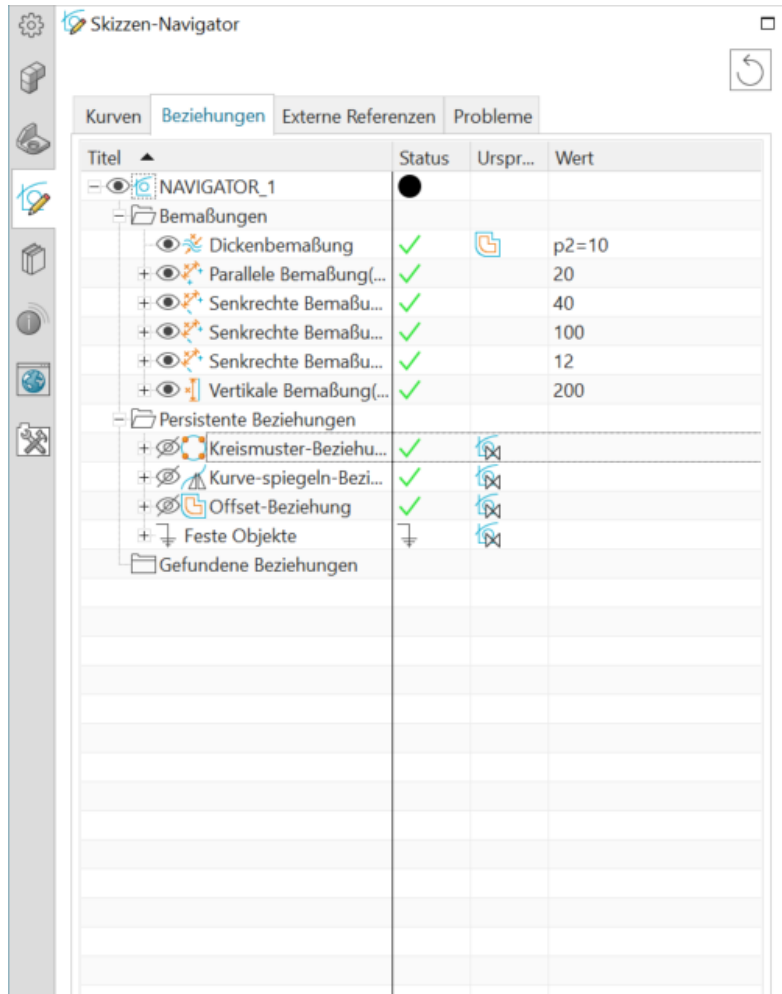 Skizzen-Navigator
Kurven Beziehungen Externe Referenzen Probleme
Titel Status Urspr... Wert
NAVIGATOR_1
Bemaßungen
Dickenbemaßung p2=10
Parallele Bemaßung(... 20
Senkrechte Bemaßu... 40
Senkrechte Bemaßu... 100
Senkrechte Bemaßu... 12
Vertikale Bemaßung(... 200
Persistente Beziehungen
Kreismuster-Beziehu...
Kurve-spiegeln-Bezi...
Offset-Beziehung
Feste Objekte
Gefundene Beziehungen